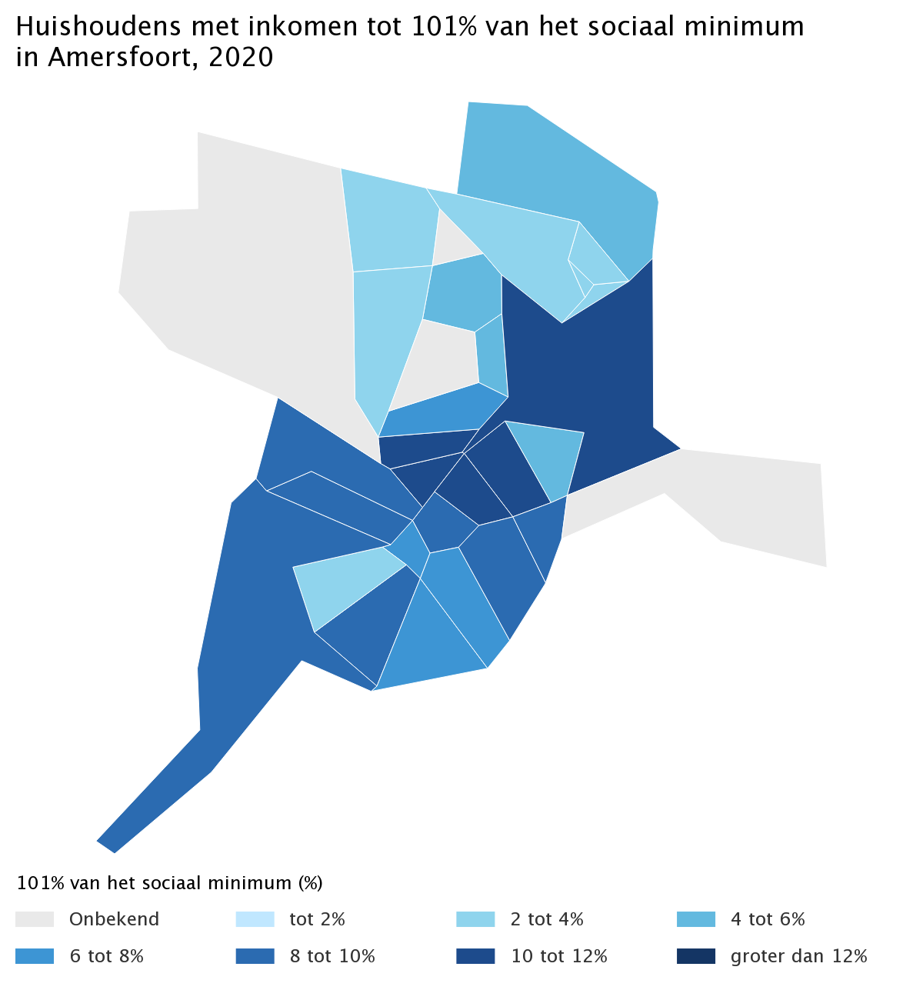 Huishoudens met inkomen tot 101% van het sociaal minimum
in Amersfoort, 2020
101% van het sociaal minimum (%)
Onbekend
tot 2%
2 tot 4%
4 tot 6%
6 tot 8%
8 tot 10%
10 tot 12%
groter dan 12%